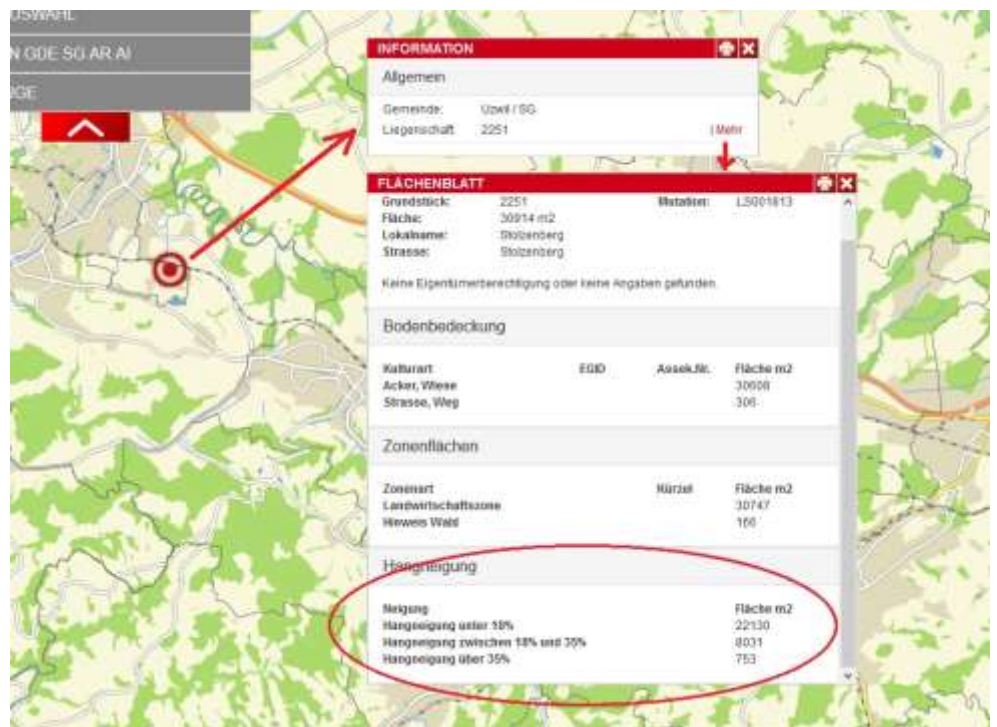 N GDE SG AR AI
INFORMATION
Allgemein
Gemeinde: Uzwil / SG
Liegenschaft 2251 | Mehr
FLÄCHENBLATT
Grundstück: 2251 Mutation: LS001813
Fläche: 30914 m2
Lokalname: Stolzenberg
Strasse: Stolzenberg
Keine Eigentümerberechtigung oder keine Angaben gefunden.
Bodenbedeckung
Kulturart EGID Assek.Nr. Fläche m2
Acker, Wiese 30608
Strasse, Weg 306
Zonenflächen
Zonenart Kürzel Fläche m2
Landwirtschaftszone 30747
Hinweis Wald 166
Hangneigung
Neigung Fläche m2
Hangneigung unter 18% 22130
Hangneigung zwischen 18% und 35% 8031
Hangneigung über 35% 753